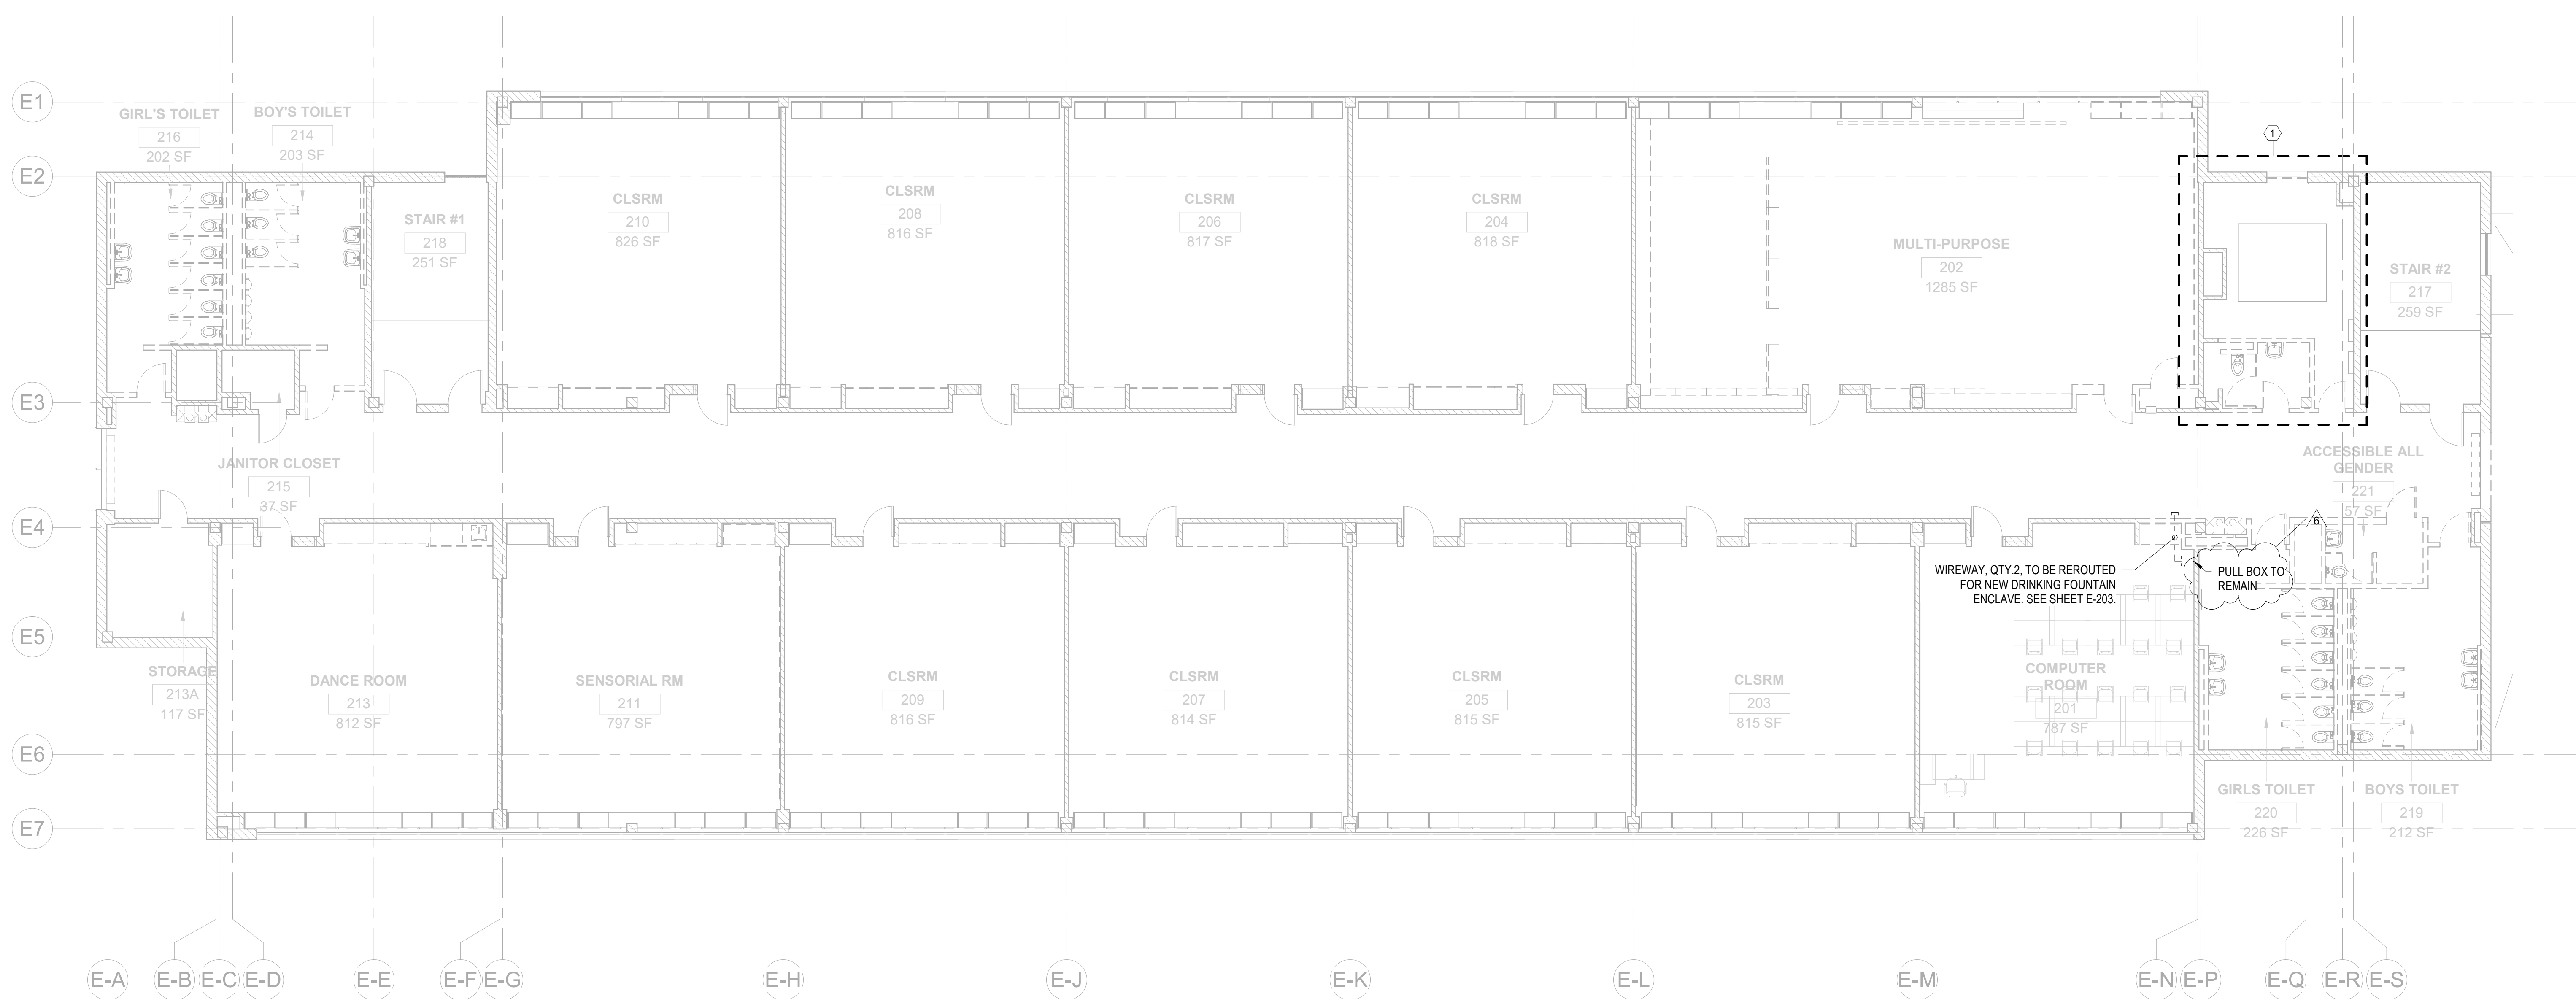 E1
GIRL'S TOILET
216
202 SF
BOY'S TOILET
214
203 SF
1
E2
STAIR #1
218
251 SF
CLSRM
210
826 SF
CLSRM
208
816 SF
CLSRM
206
817 SF
CLSRM
204
818 SF
MULTI-PURPOSE
202
1285 SF
STAIR #2
217
259 SF
E3
JANITOR CLOSET
215
37 SF
ACCESSIBLE ALL
GENDER
221
57 SF
E4
6
WIREWAY, QTY.2, TO BE REROUTED
FOR NEW DRINKING FOUNTAIN
ENCLAVE. SEE SHEET E-203.
PULL BOX TO
REMAIN
E5
STORAGE
213A
117 SF
DANCE ROOM
213
812 SF
SENSORIAL RM
211
797 SF
CLSRM
209
816 SF
CLSRM
207
814 SF
CLSRM
205
815 SF
CLSRM
203
815 SF
COMPUTER
ROOM
201
787 SF
E6
GIRLS TOILET
220
226 SF
BOYS TOILET
219
212 SF
E7
E-A
E-B
E-C
E-D
E-E
E-F
E-G
E-H
E-J
E-K
E-L
E-M
E-N
E-P
E-Q
E-R
E-S